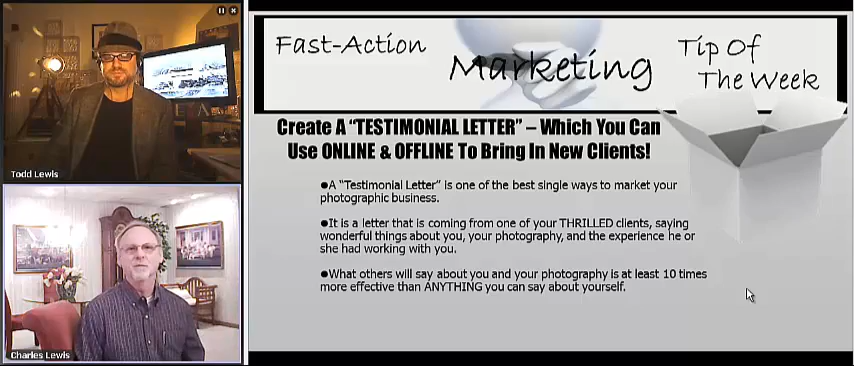 Todd Lewis
Charles Lewis
Fast-Action
Marketing
Tip Of
The Week
Create A "TESTIMONIAL LETTER" – Which You Can
Use ONLINE & OFFLINE To Bring In New Clients!
●A "Testimonial Letter" is one of the best single ways to market your
photographic business.
●It is a letter that is coming from one of your THRILLED clients, saying
wonderful things about you, your photography, and the experience he or
she had working with you.
●What others will say about you and your photography is at least 10 times
more effective than ANYTHING you can say about yourself.